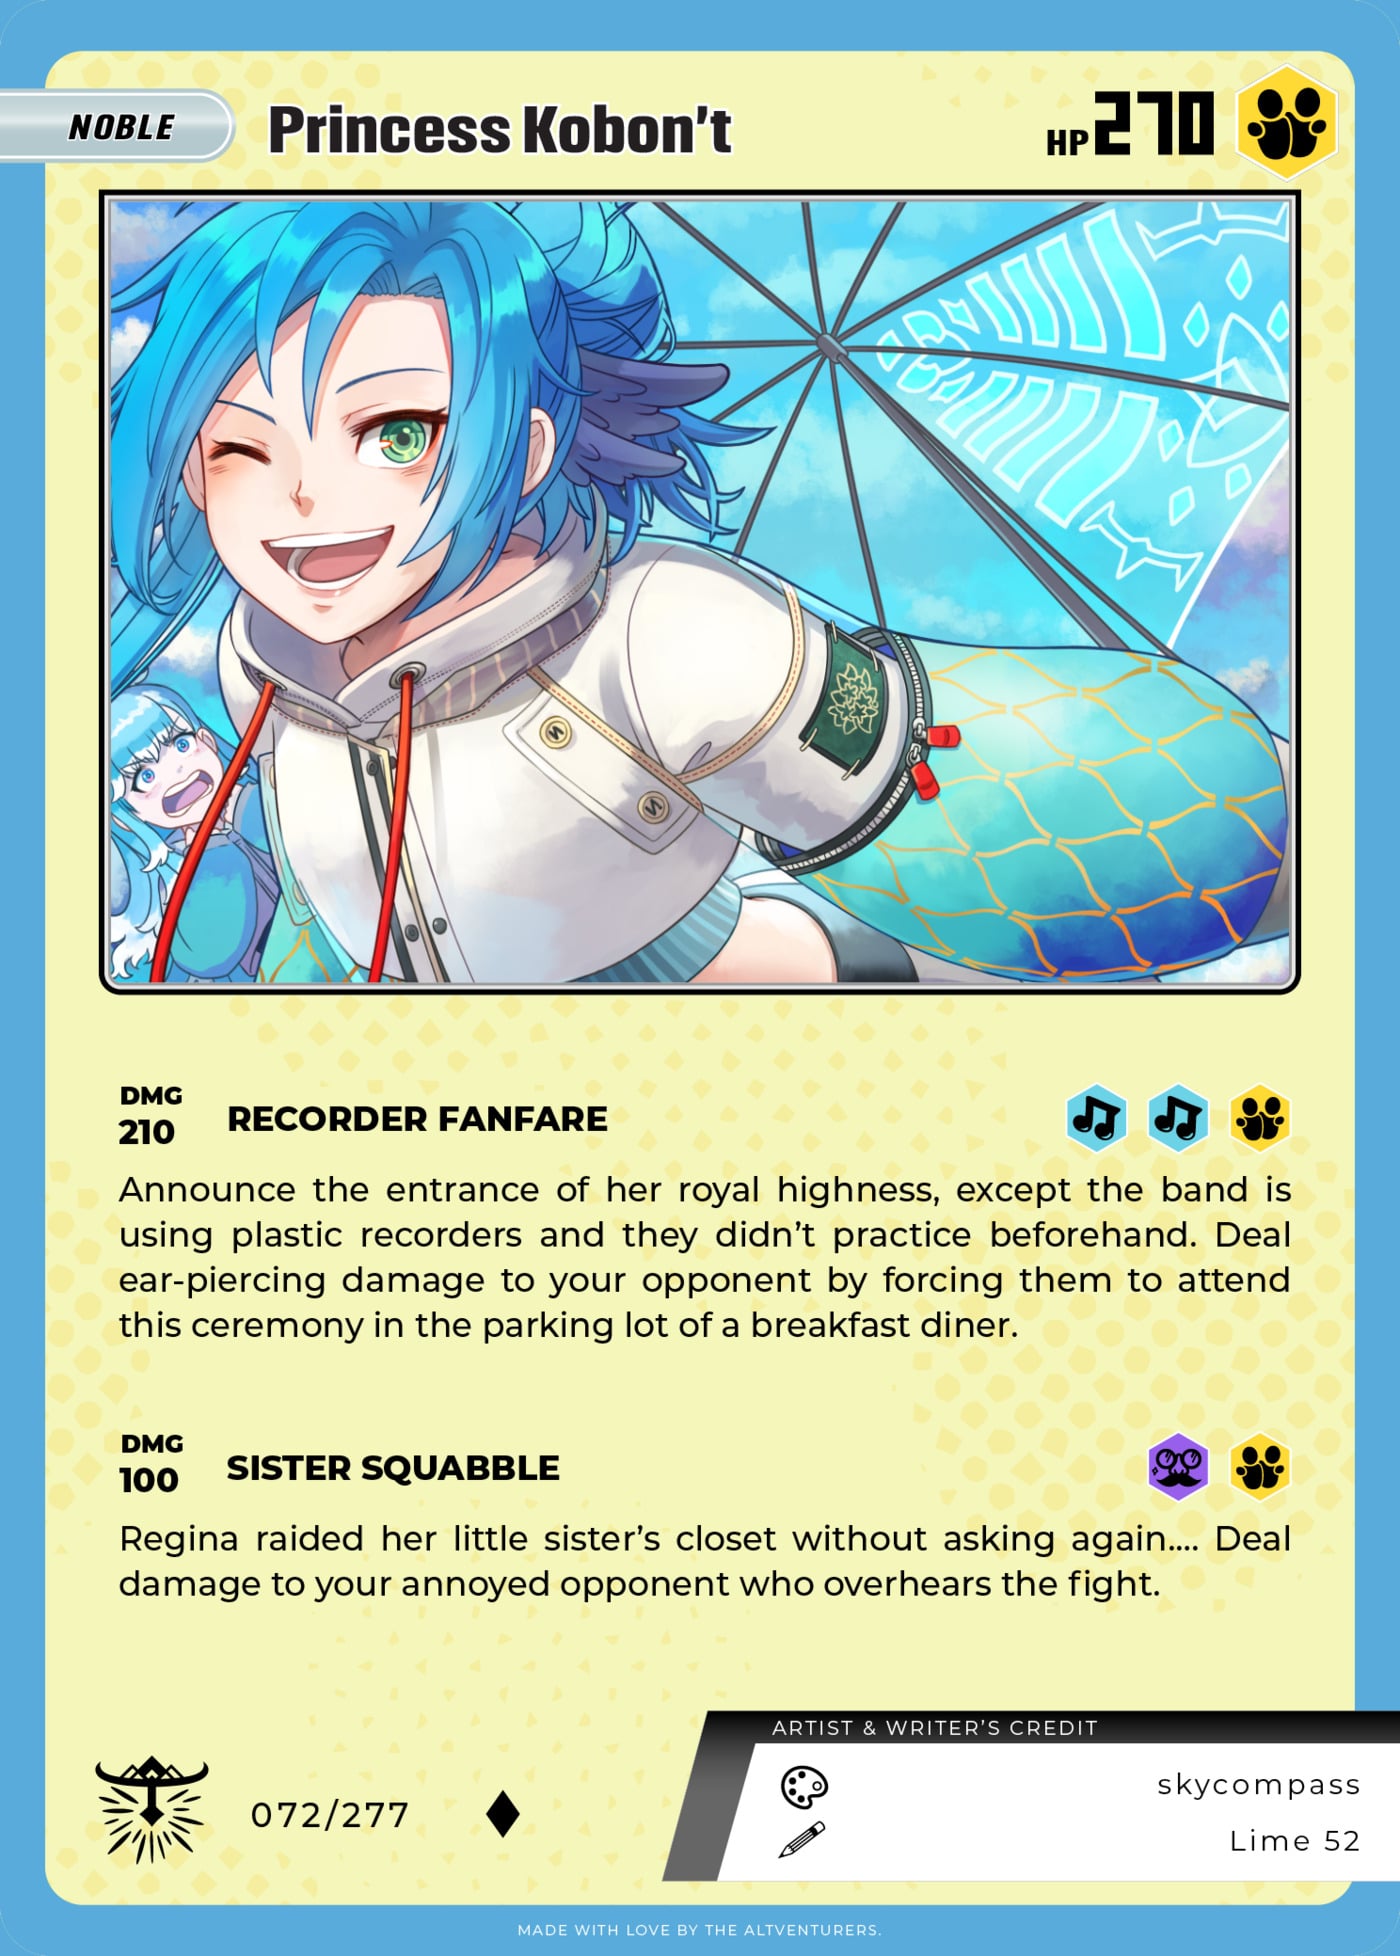 NOBLE
Princess Kobon't
HP 270
DMG
210
RECORDER FANFARE
Announce the entrance of her royal highness, except the band is
using plastic recorders and they didn’t practice beforehand. Deal
ear-piercing damage to your opponent by forcing them to attend
this ceremony in the parking lot of a breakfast diner.
DMG
100
SISTER SQUABBLE
Regina raided her little sister’s closet without asking again.... Deal
damage to your annoyed opponent who overhears the fight.
072/277
ARTIST & WRITER’S CREDIT
skycompass
Lime 52
MADE WITH LOVE BY THE ALTVENTURERS.